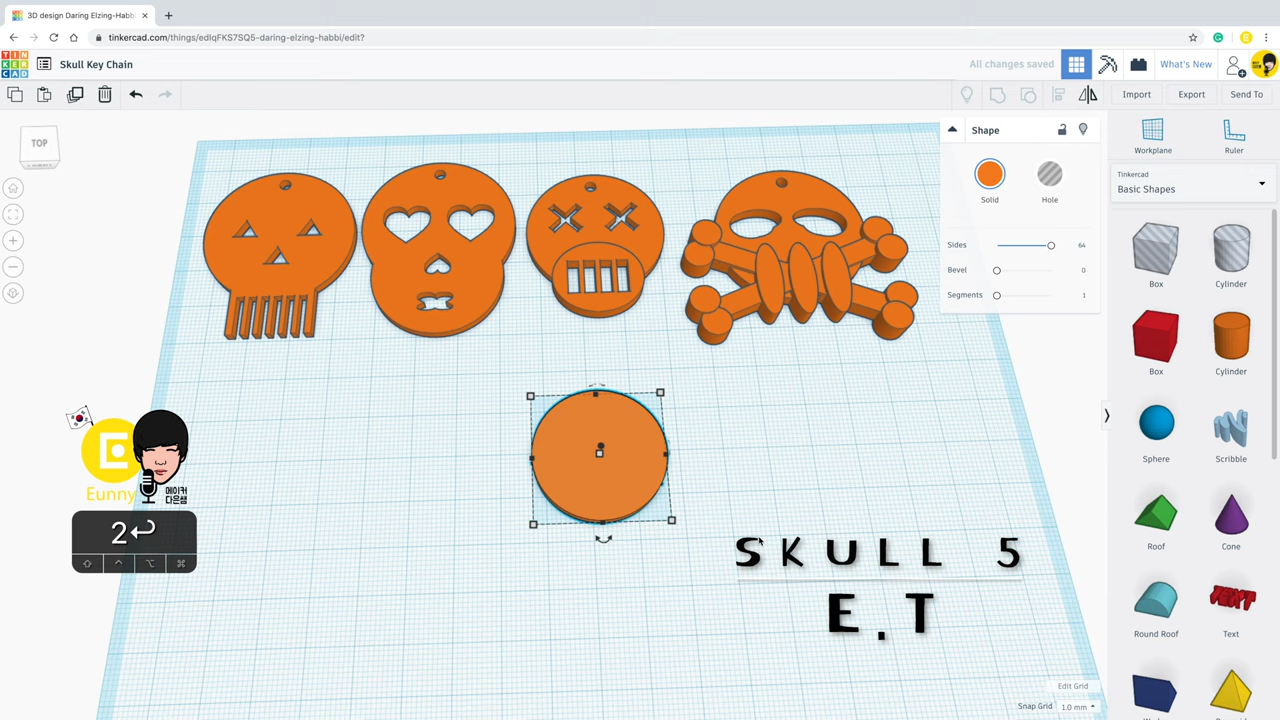 3D design Daring Elzing-Habbi
tinkercad.com/things/edIqFKS7SQ5-daring-elzing-habbi/edit?
TIN
KER
CAD
Skull Key Chain
All changes saved
What's New
Import
Export
Send To
TOP
Shape
Solid
Hole
Sides
64
Bevel
0
Segments
1
Workplane
Ruler
Tinkercad
Basic Shapes
Box
Cylinder
Box
Cylinder
Sphere
Scribble
Roof
Cone
TEXT
Round Roof
Text
E
Eunny
메이커
다은쌤
2
SKULL 5
E.T
Edit Grid
Snap Grid
1.0 mm